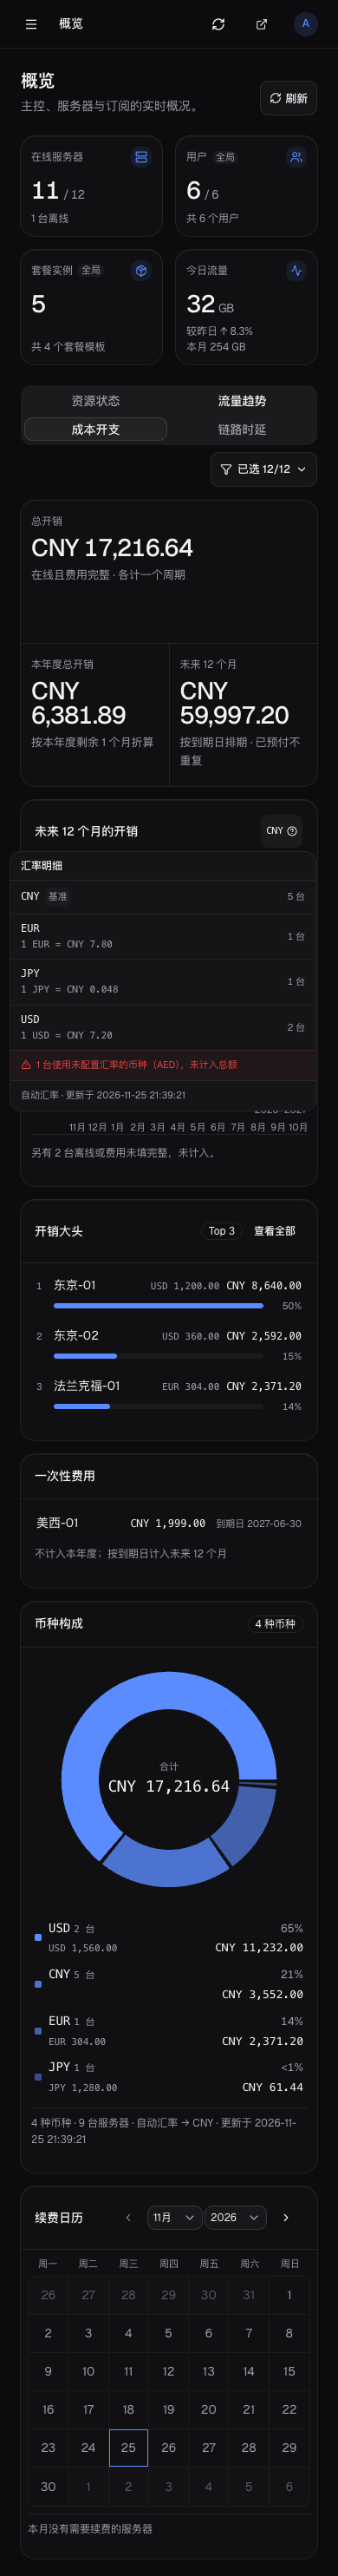 概览
A
概览
主控、服务器与订阅的实时概况。
刷新
在线服务器
11 / 12
1 台离线
用户 全局
6 / 6
共 6 个用户
套餐实例 全局
5
共 4 个套餐模板
今日流量
32 GB
较昨日 ↑ 8.3%
本月 254 GB
资源状态
流量趋势
成本开支
链路时延
已选 12/12
总开销
CNY 17,216.64
在线且费用完整 · 各计一个周期
本年度总开销
CNY
6,381.89
按本年度剩余 1 个月折算
未来 12 个月
CNY
59,997.20
按到期日排期 · 已预付不
重复
未来 12 个月的开销
CNY
汇率明细
CNY 基准
5 台
EUR
1 EUR = CNY 7.80
1 台
JPY
1 JPY = CNY 0.048
1 台
USD
1 USD = CNY 7.20
2 台
1 台使用未配置汇率的币种（AED），未计入总额
自动汇率 · 更新于 2026-11-25 21:39:21
11月 12月 1月 2月 3月 4月 5月 6月 7月 8月 9月 10月
另有 2 台离线或费用未填完整，未计入。
开销大头
Top 3
查看全部
1 东京-01 USD 1,200.00 CNY 8,640.00
50%
2 东京-02 USD 360.00 CNY 2,592.00
15%
3 法兰克福-01 EUR 304.00 CNY 2,371.20
14%
一次性费用
美西-01 CNY 1,999.00 到期日 2027-06-30
不计入本年度；按到期日计入未来 12 个月
币种构成
4 种币种
合计
CNY 17,216.64
USD 2 台 65%
USD 1,560.00 CNY 11,232.00
CNY 5 台 21%
CNY 3,552.00
EUR 1 台 14%
EUR 304.00 CNY 2,371.20
JPY 1 台 <1%
JPY 1,280.00 CNY 61.44
4 种币种 · 9 台服务器 · 自动汇率 → CNY · 更新于 2026-11-
25 21:39:21
续费日历
11月
2026
周一 周二 周三 周四 周五 周六 周日
26 27 28 29 30 31 1
2 3 4 5 6 7 8
9 10 11 12 13 14 15
16 17 18 19 20 21 22
23 24 25 26 27 28 29
30 1 2 3 4 5 6
本月没有需要续费的服务器